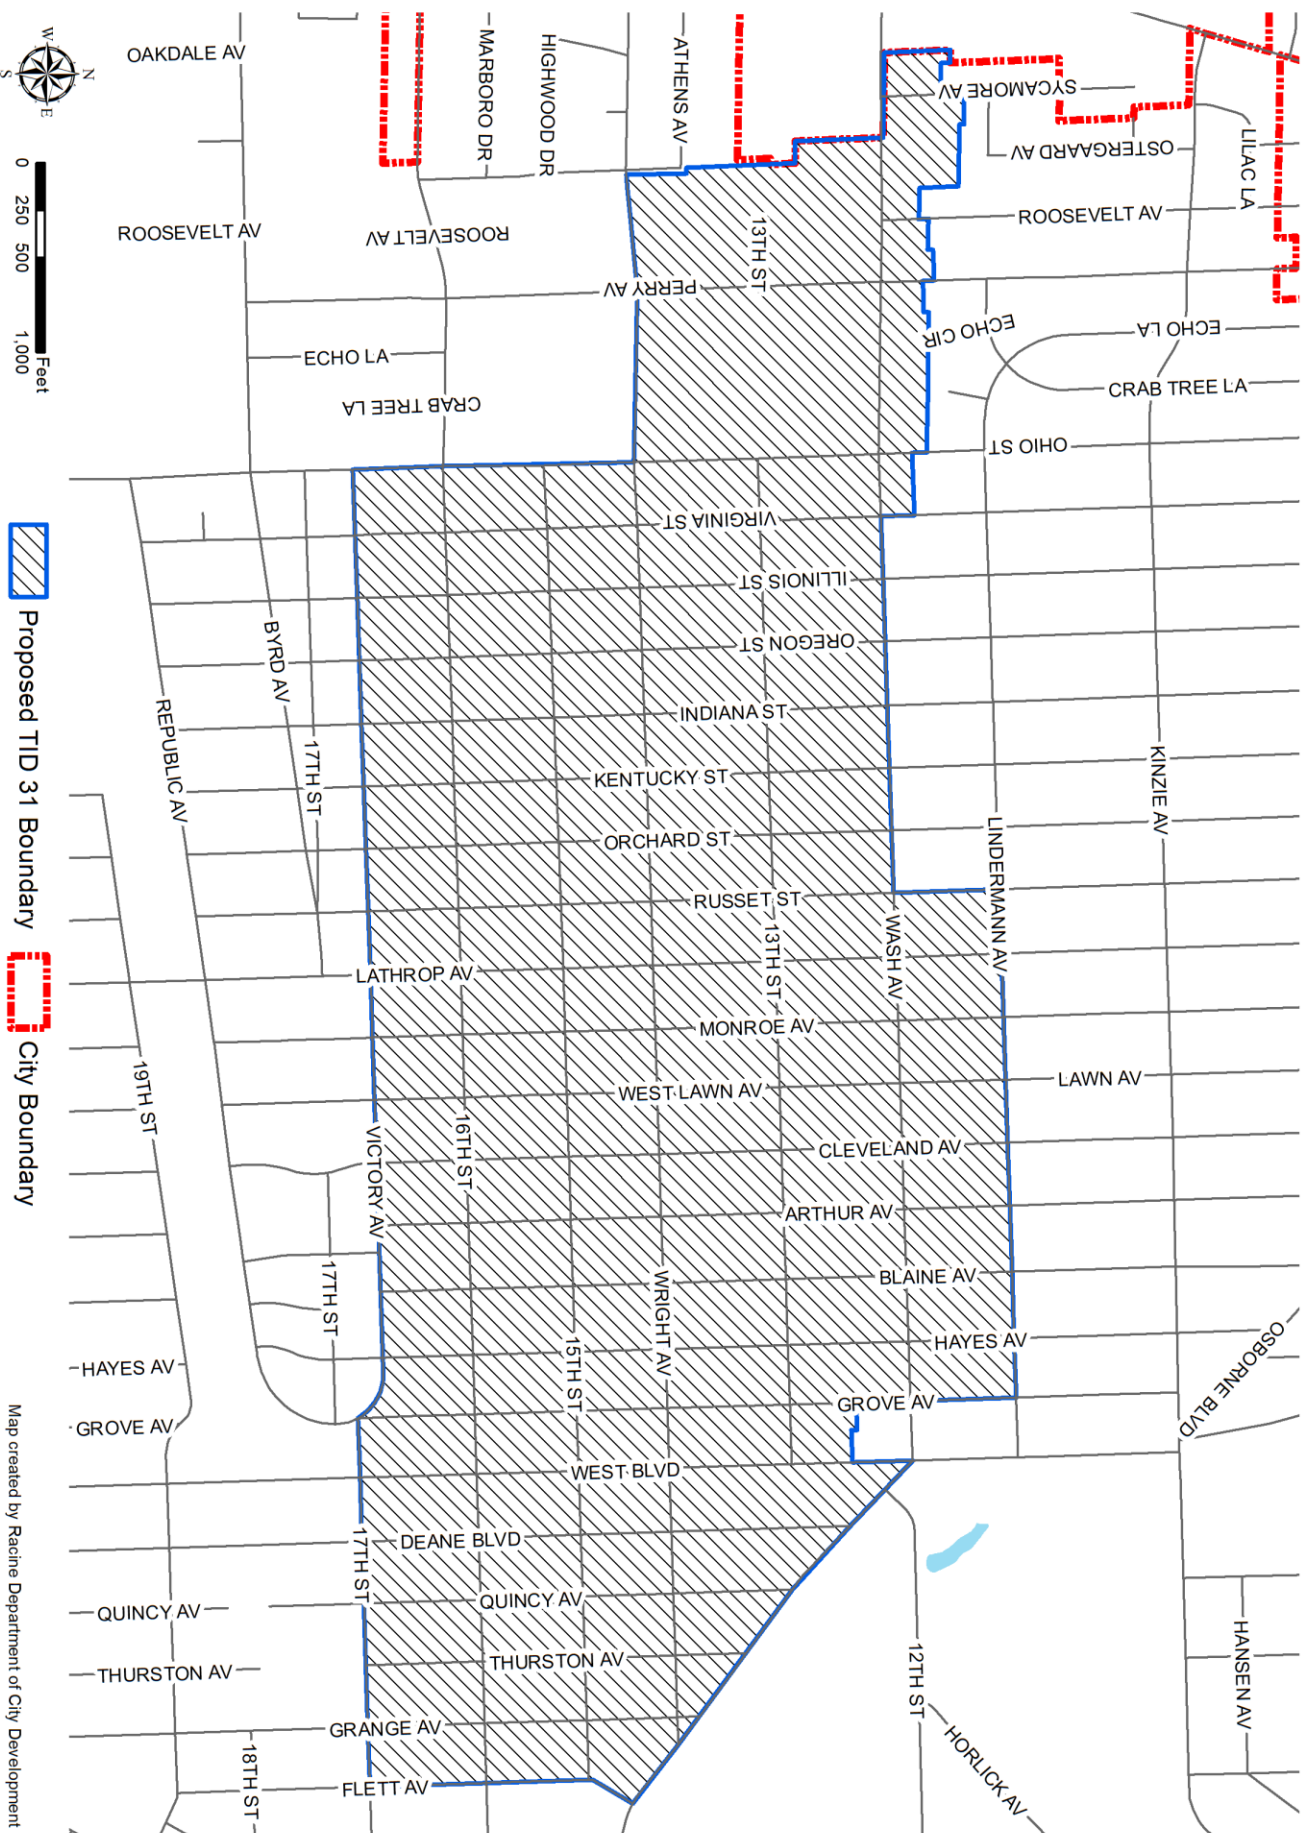 OAKDALE AV
MARBORO DR
HIGHWOOD DR
ATHENS AV
SYCAMORE AV
OSTERGAARD AV
LILAC LA
ROOSEVELT AV
ROOSEVELT AV
ROOSEVELT AV
13TH ST
PERRY AV
ECHO CIR
ECHO LA
ECHO LA
CRAB TREE LA
CRAB TREE LA
OHIO ST
VIRGINIA ST
ILLINOIS ST
OREGON ST
INDIANA ST
KENTUCKY ST
ORCHARD ST
RUSSET ST
LATHROP AV
MONROE AV
WEST LAWN AV
LAWN AV
CLEVELAND AV
ARTHUR AV
BLAINE AV
HAYES AV
HAYES AV
GROVE AV
GROVE AV
WEST BLVD
DEANE BLVD
QUINCY AV
QUINCY AV
THURSTON AV
THURSTON AV
GRANGE AV
FLETT AV
BYRD AV
REPUBLIC AV
17TH ST
19TH ST
VICTORY AV
17TH ST
16TH ST
15TH ST
WRIGHT AV
13TH ST
WASH AV
LINDERMANN AV
KINZIE AV
OSBORNE BLVD
17TH ST
18TH ST
12TH ST
HORLICK AV
HANSEN AV
N
W
E
S
0 250 500 1,000
Feet
Proposed TID 31 Boundary
City Boundary
Map created by Racine Department of City Development